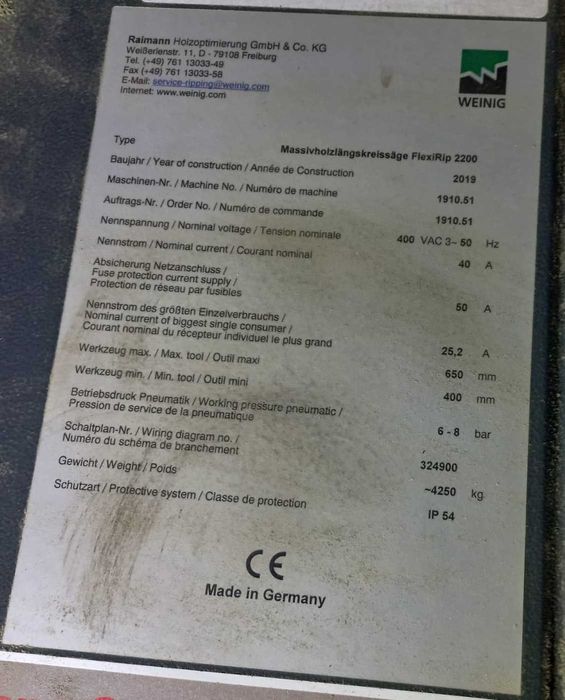 Raimann Holzoptimierung GmbH & Co. KG
Weißerlenstr. 11, D - 79108 Freiburg
Tel. (+49) 761 13033-49
Fax (+49) 761 13033-58
E-Mail: service-ripping@weinig.com
Internet: www.weinig.com
WEINIG
Type Massivholzlängskreissäge FlexiRip 2200
Baujahr / Year of construction / Année de Construction 2019
Maschinen-Nr. / Machine No. / Numéro de machine 1910.51
Auftrags-Nr. / Order No. / Numéro de commande 1910.51
Nennspannung / Nominal voltage / Tension nominale 400 VAC 3~ 50 Hz
Nennstrom / Nominal current / Courant nominal 40 A
Absicherung Netzanschluss /
Fuse protection current supply /
Protection de réseau par fusibles 50 A
Nennstrom des größten Einzelverbrauchs /
Nominal current of biggest single consumer /
Courant nominal du récepteur individuel le plus grand 25,2 A
Werkzeug max. / Max. tool / Outil maxi 650 mm
Werkzeug min. / Min. tool / Outil mini 400 mm
Betriebsdruck Pneumatik / Working pressure pneumatic /
Pression de service de la pneumatique 6 - 8 bar
Schaltplan-Nr. / Wiring diagram no. /
Numéro du schéma de branchement 324900
Gewicht / Weight / Poids ~4250 kg
Schutzart / Protective system / Classe de protection IP 54
CE
Made in Germany